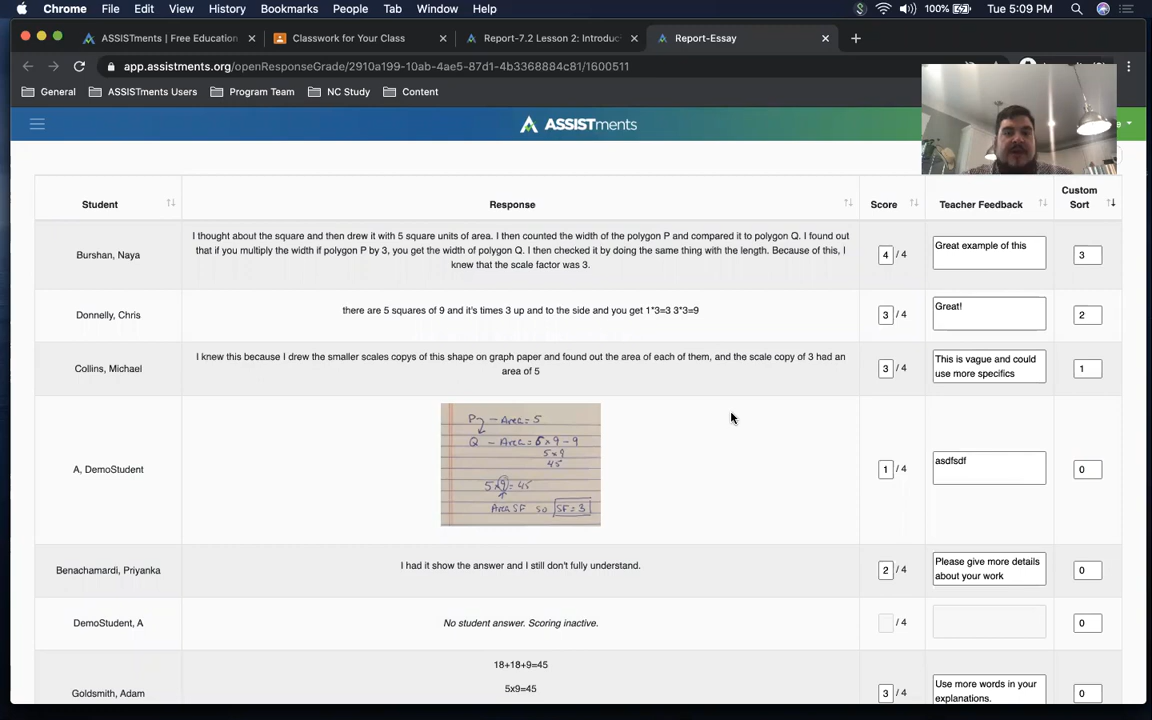 Chrome File Edit View History Bookmarks People Tab Window Help 100% Tue 5:09 PM
ASSISTments | Free Education Classwork for Your Class Report-7.2 Lesson 2: Introduc Report-Essay
app.assistments.org/openResponseGrade/2910a199-10ab-4ae5-87d1-4b3368884c81/1600511
General ASSISTments Users Program Team NC Study Content
ASSISTments
Student Response Score Teacher Feedback Custom Sort
Burshan, Naya
I thought about the square and then drew it with 5 square units of area. I then counted the width of the polygon P and compared it to polygon Q. I found out
that if you multiply the width if polygon P by 3, you get the width of polygon Q. I then checked it by doing the same thing with the length. Because of this, I
knew that the scale factor was 3.
4 / 4
Great example of this
3
Donnelly, Chris
there are 5 squares of 9 and it's times 3 up and to the side and you get 1*3=3 3*3=9
3 / 4
Great!
2
Collins, Michael
I knew this because I drew the smaller scales copys of this shape on graph paper and found out the area of each of them, and the scale copy of 3 had an
area of 5
3 / 4
This is vague and could
use more specifics
1
A, DemoStudent
P - Area = 5
Q - Area = 5 x 9 - 9
5 x 9
45
5 x 9 = 45
Area SF so SF = 3
1 / 4
asdfsdf
0
Benachamardi, Priyanka
I had it show the answer and I still don't fully understand.
2 / 4
Please give more details
about your work
0
DemoStudent, A
No student answer. Scoring inactive.
/ 4
0
Goldsmith, Adam
18+18+9=45
5x9=45
3 / 4
Use more words in your
explanations.
0